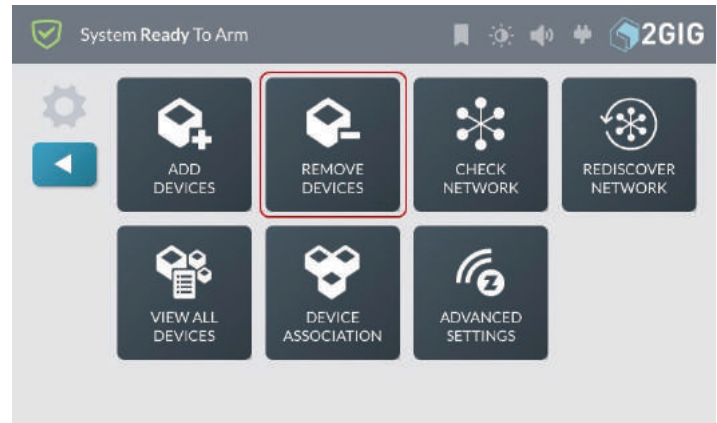 System Ready To Arm
2GIG
ADD
DEVICES
REMOVE
DEVICES
CHECK
NETWORK
REDISCOVER
NETWORK
VIEW ALL
DEVICES
DEVICE
ASSOCIATION
ADVANCED
SETTINGS